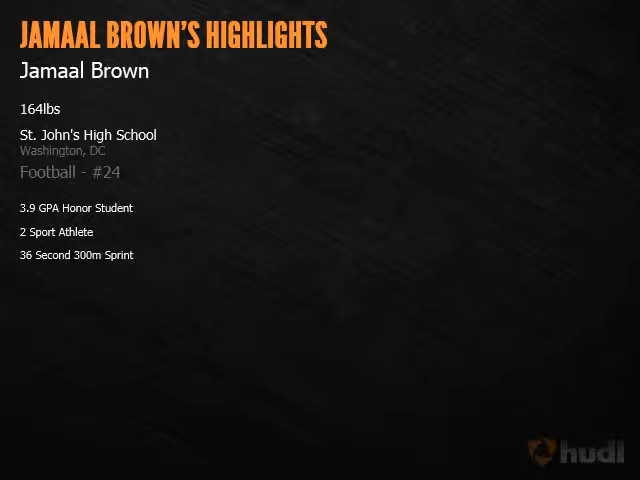 JAMAAL BROWN'S HIGHLIGHTS
Jamaal Brown
164lbs
St. John's High School
Washington, DC
Football - #24
3.9 GPA Honor Student
2 Sport Athlete
36 Second 300m Sprint
hudl